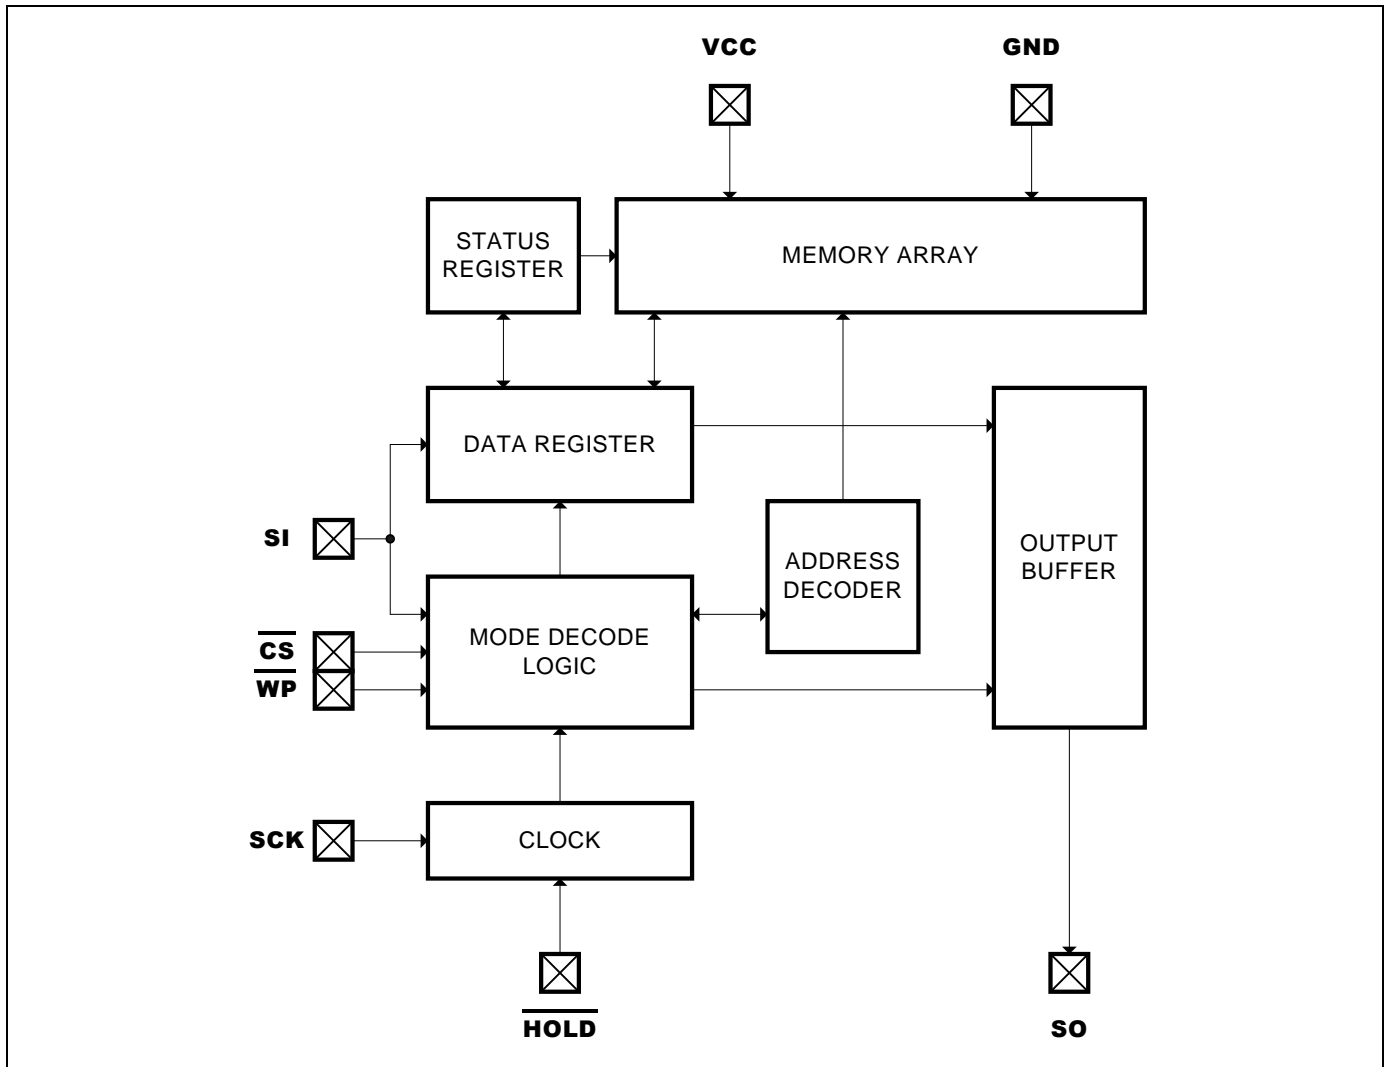 VCC
GND
STATUS
REGISTER
MEMORY ARRAY
DATA REGISTER
SI
ADDRESS
DECODER
OUTPUT
BUFFER
CS
WP
MODE DECODE
LOGIC
SCK
CLOCK
HOLD
SO